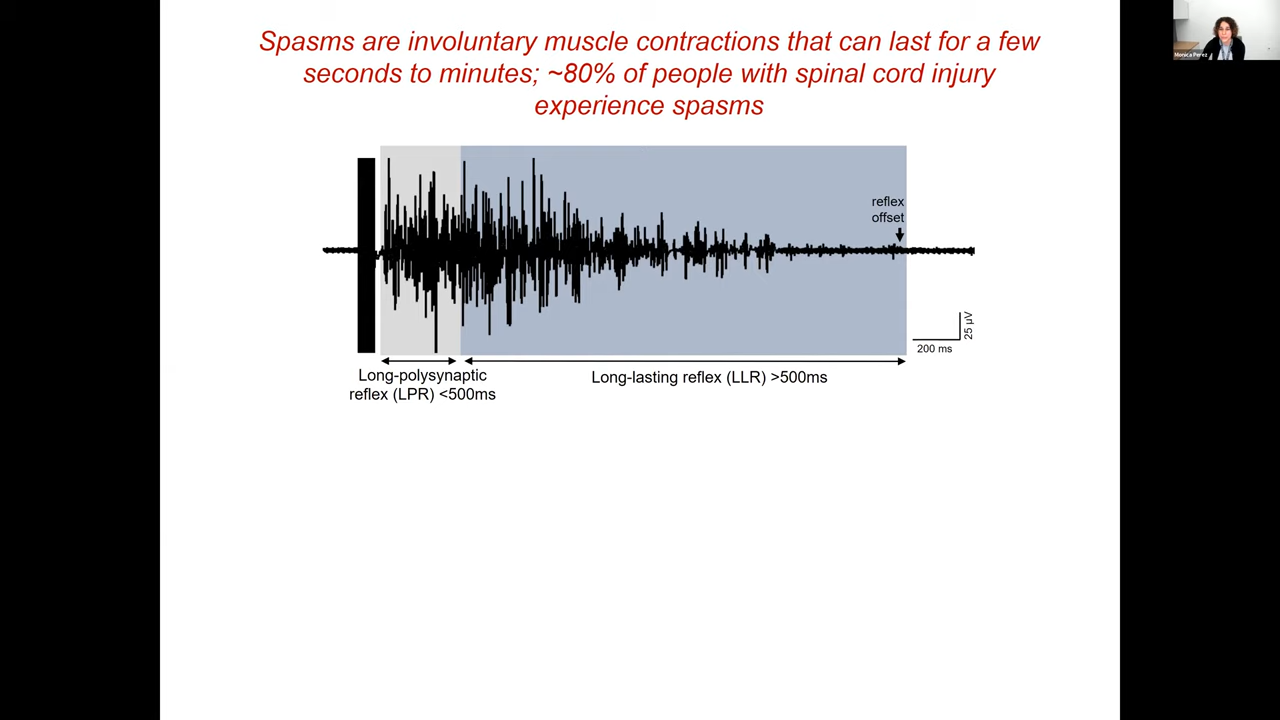 Spasms are involuntary muscle contractions that can last for a few
seconds to minutes; ~80% of people with spinal cord injury
experience spasms
reflex
offset
25 µV
200 ms
Long-polysynaptic
reflex (LPR) <500ms
Long-lasting reflex (LLR) >500ms
Monica Perez